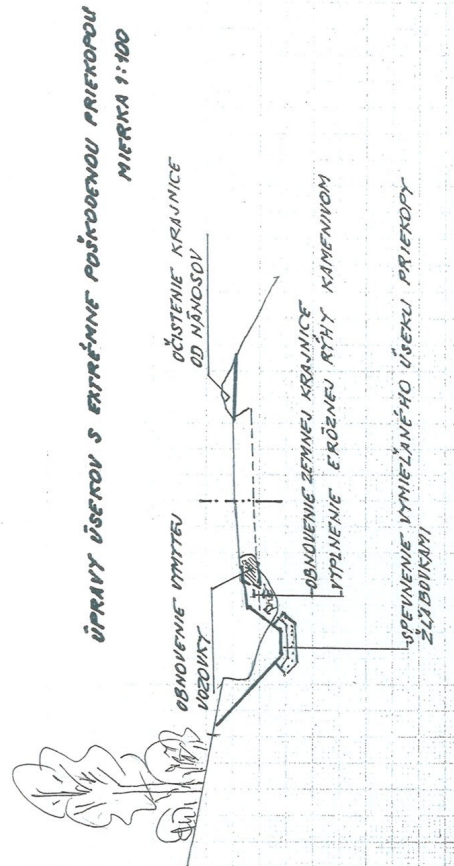 ÚPRAVY ÚSEKOV S EXTRÉMNE POŠKODENOU PRIEKOPOU
MIERKA 1:100
OČISTENIE KRAJNICE
OD NÁNOSOV
OBNOVENIE VYMYTEJ
VOZOVKY
OBNOVENIE ZEMNEJ KRAJNICE
VYPLNENIE ERÓZNEJ RÝHY KAMENIVOM
SPEVNENIE VYMIEĽANÉHO ÚSEKU PRIEKOPY
ŽĽABOVKAMI